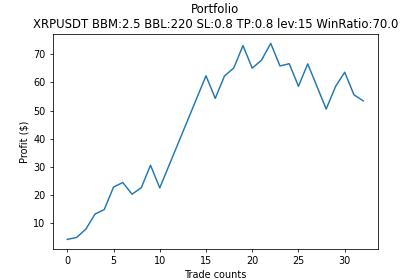 Portfolio
XRPUSDT BBM:2.5 BBL:220 SL:0.8 TP:0.8 lev:15 WinRatio:70.0
70
60
50
40
30
20
10
Profit ($)
0 5 10 15 20 25 30
Trade counts